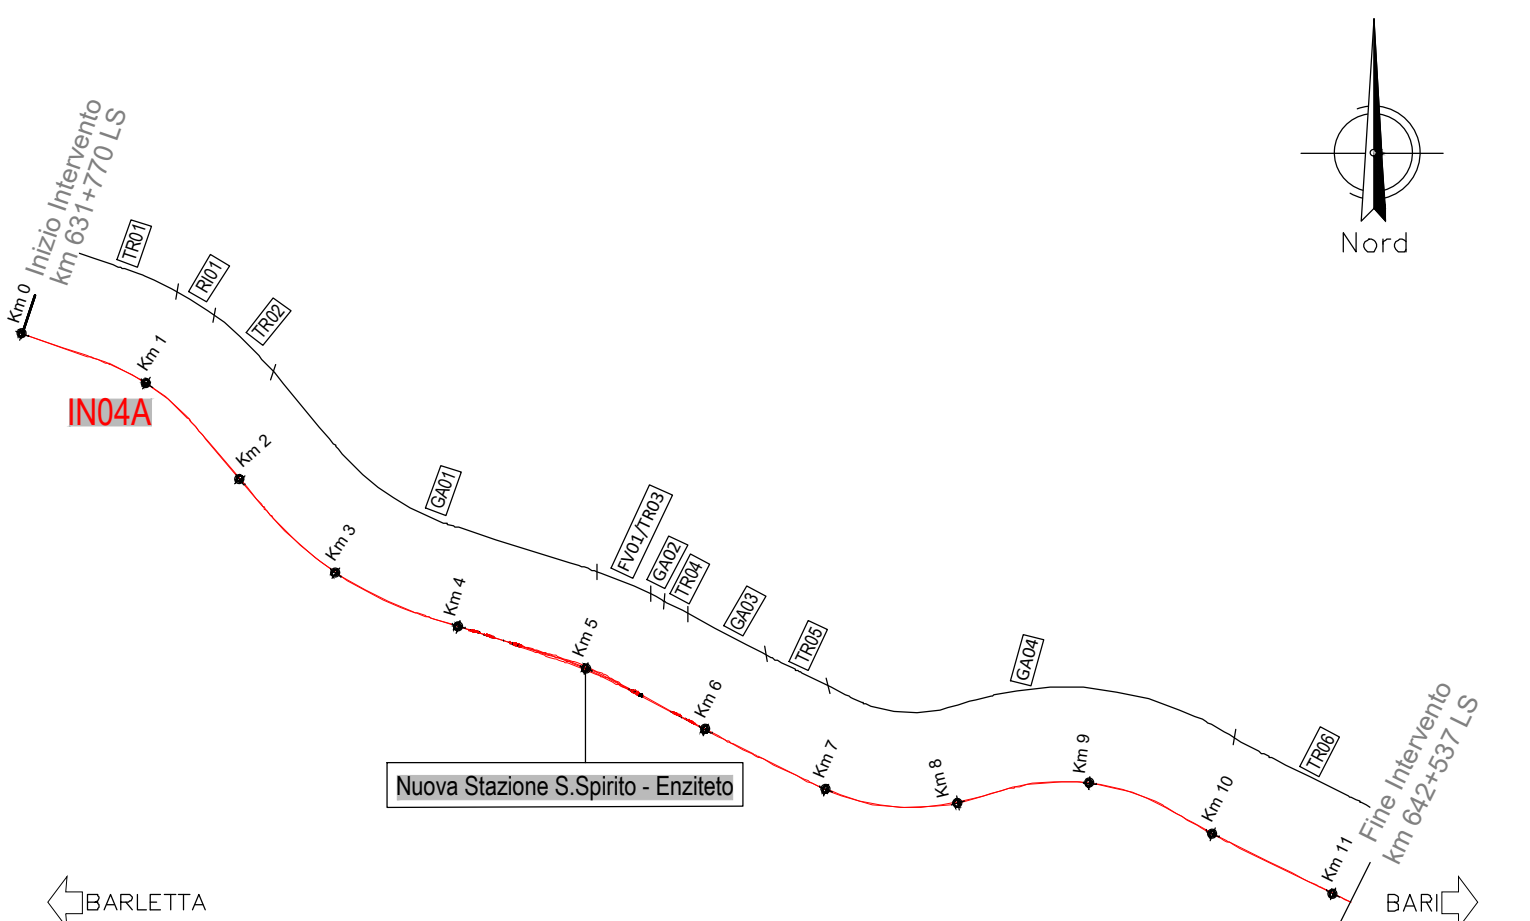 Inizio Intervento
km 631+770 LS
Nord
TR01
RI01
TR02
Km 0
Km 1
IN04A
Km 2
GA01
FV01/TR03
GA02
TR04
GA03
TR05
GA04
TR06
Km 3
Km 4
Km 5
Km 6
Km 7
Km 8
Km 9
Km 10
Km 11
Nuova Stazione S.Spirito - Enziteto
Fine Intervento
km 642+537 LS
BARLETTA
BARI